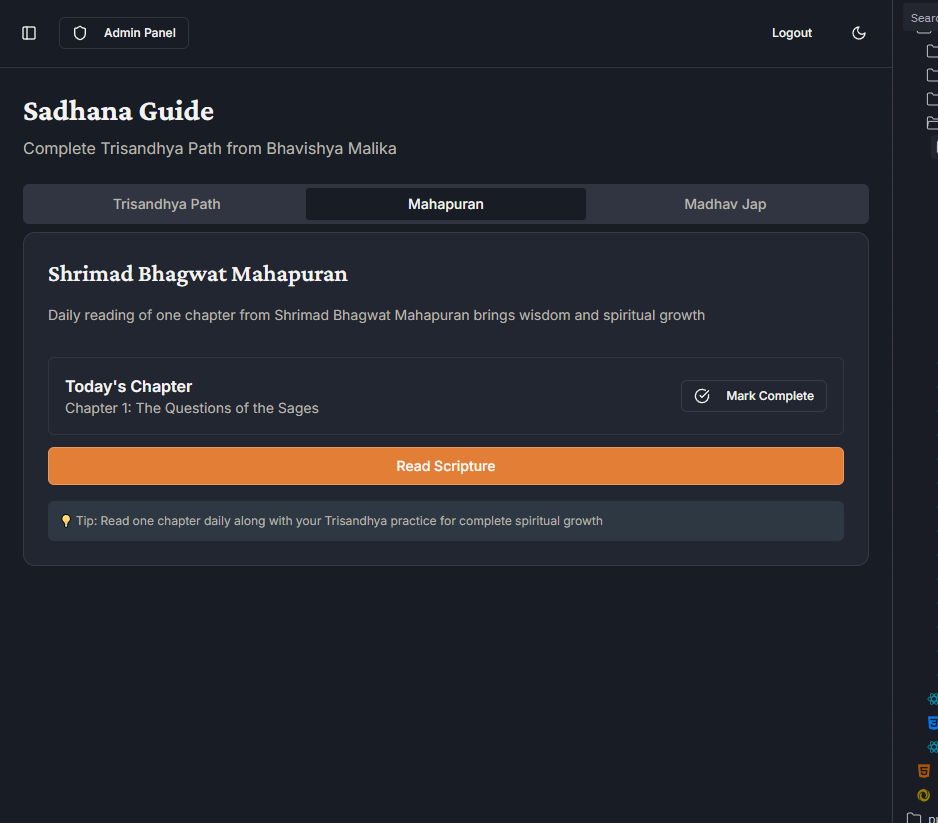 Admin Panel
Logout
Sadhana Guide
Complete Trisandhya Path from Bhavishya Malika
Trisandhya Path
Mahapuran
Madhav Jap
Shrimad Bhagwat Mahapuran
Daily reading of one chapter from Shrimad Bhagwat Mahapuran brings wisdom and spiritual growth
Today's Chapter
Chapter 1: The Questions of the Sages
Mark Complete
Read Scripture
💡 Tip: Read one chapter daily along with your Trisandhya practice for complete spiritual growth